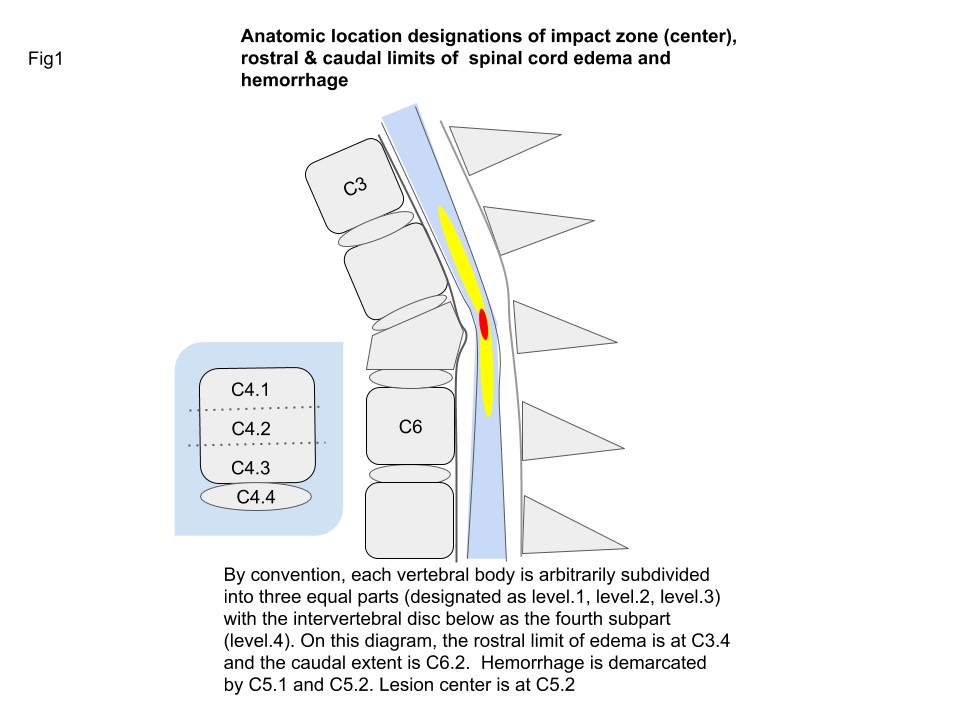 Anatomic location designations of impact zone (center),
rostral & caudal limits of  spinal cord edema and
hemorrhage
Fig1
C3
C4.1
C4.2
C4.3
C4.4
C6
By convention, each vertebral body is arbitrarily subdivided
into three equal parts (designated as level.1, level.2, level.3)
with the intervertebral disc below as the fourth subpart
(level.4). On this diagram, the rostral limit of edema is at C3.4
and the caudal extent is C6.2.  Hemorrhage is demarcated
by C5.1 and C5.2. Lesion center is at C5.2